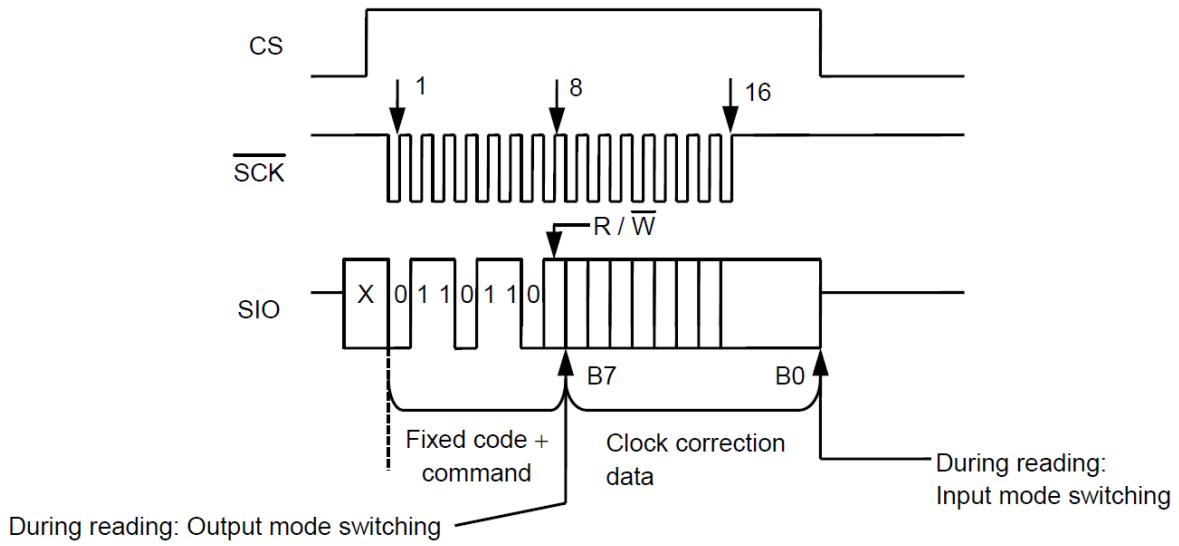 CS
1
8
16
SCK
R / W
SIO
X 0 1 1 0 1 1 0
B7
B0
Fixed code +
command
Clock correction
data
During reading:
Input mode switching
During reading: Output mode switching